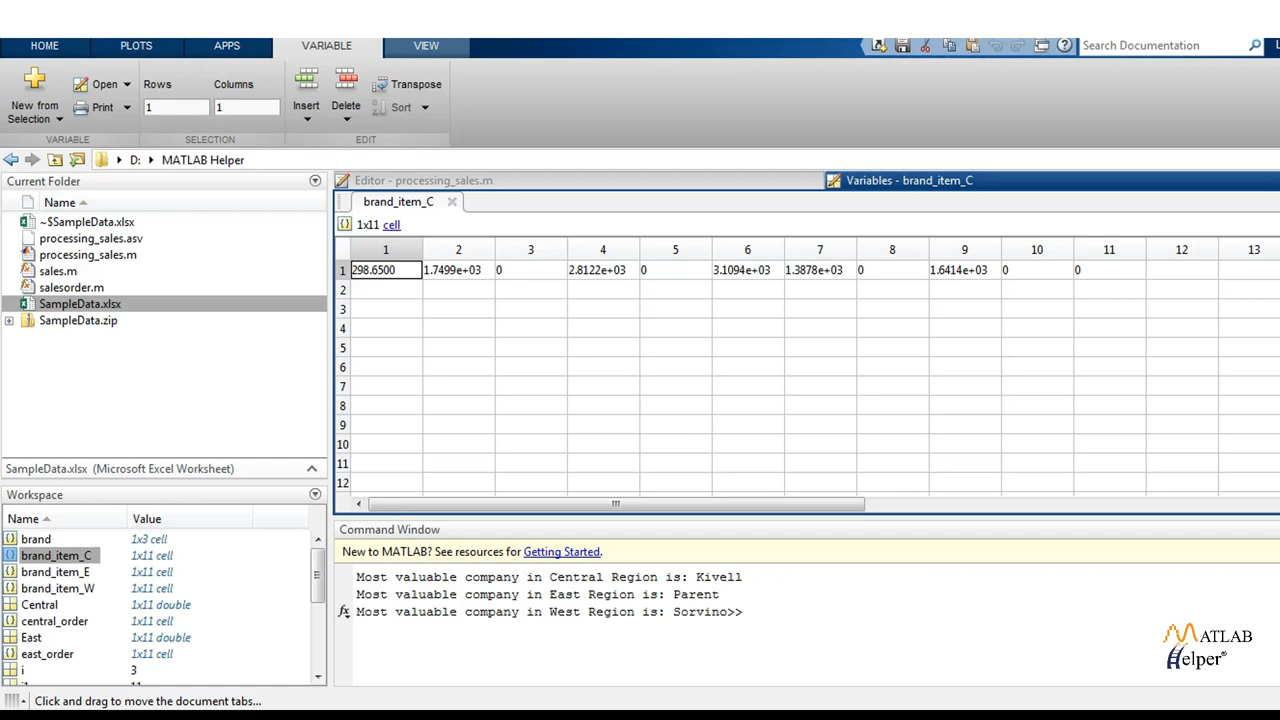 HOME PLOTS APPS VARIABLE VIEW Search Documentation
New from Selection Open Print Rows 1 Columns 1 Insert Delete Transpose Sort
VARIABLE SELECTION EDIT
D: MATLAB Helper
Current Folder
Name
~$SampleData.xlsx
processing_sales.asv
processing_sales.m
sales.m
salesorder.m
SampleData.xlsx
SampleData.zip
SampleData.xlsx (Microsoft Excel Worksheet)
Workspace
Name Value
brand 1x3 cell
brand_item_C 1x11 cell
brand_item_E 1x11 cell
brand_item_W 1x11 cell
Central 1x11 double
central_order 1x11 cell
East 1x11 double
east_order 1x11 cell
i 3
Editor - processing_sales.m Variables - brand_item_C
brand_item_C
1x11 cell
1 2 3 4 5 6 7 8 9 10 11 12 13
1 298.6500 1.7499e+03 0 2.8122e+03 0 3.1094e+03 1.3878e+03 0 1.6414e+03 0 0
2
3
4
5
6
7
8
9
10
11
12
Command Window
New to MATLAB? See resources for Getting Started.
Most valuable company in Central Region is: Kivell
Most valuable company in East Region is: Parent
fx Most valuable company in West Region is: Sorvino>>
MATLAB
Helper®
Click and drag to move the document tabs...